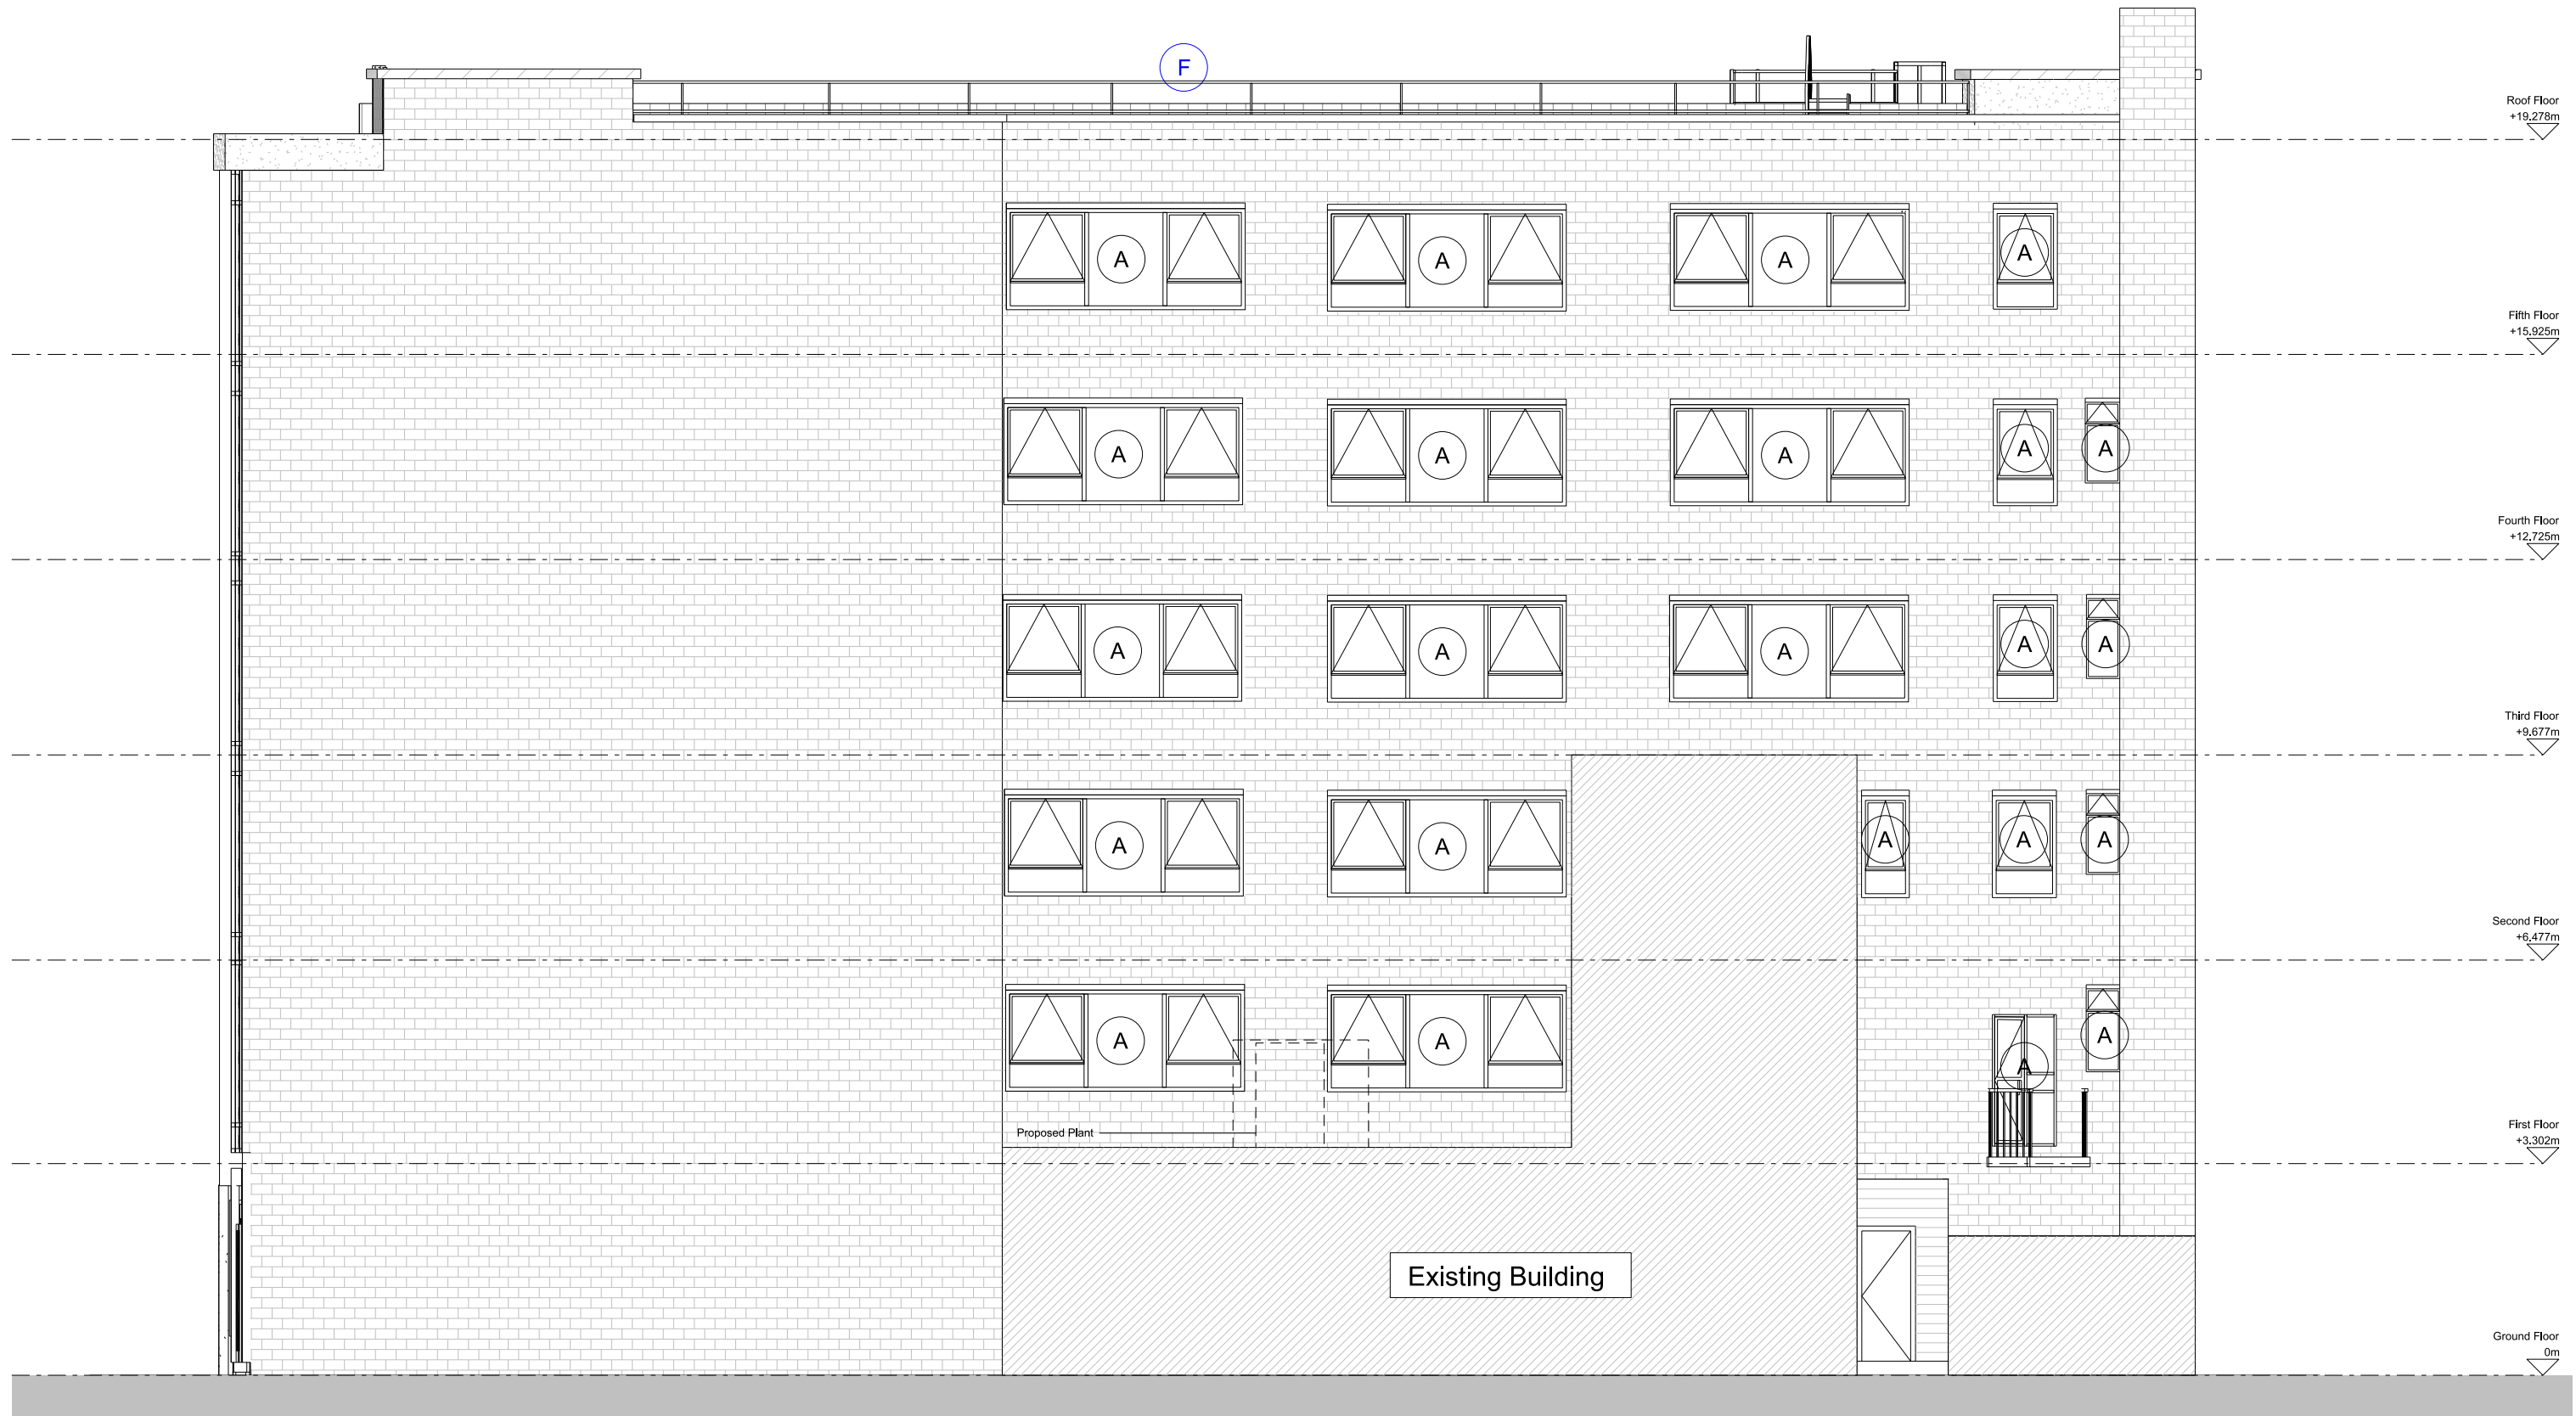 F
Roof Floor
+19.278m
A A A A
Fifth Floor
+15.925m
A A A A A
Fourth Floor
+12.725m
A A A A A
Third Floor
+9.677m
A A A A A
Second Floor
+6.477m
A A A A
Proposed Plant
First Floor
+3.302m
Existing Building
Ground Floor
0m